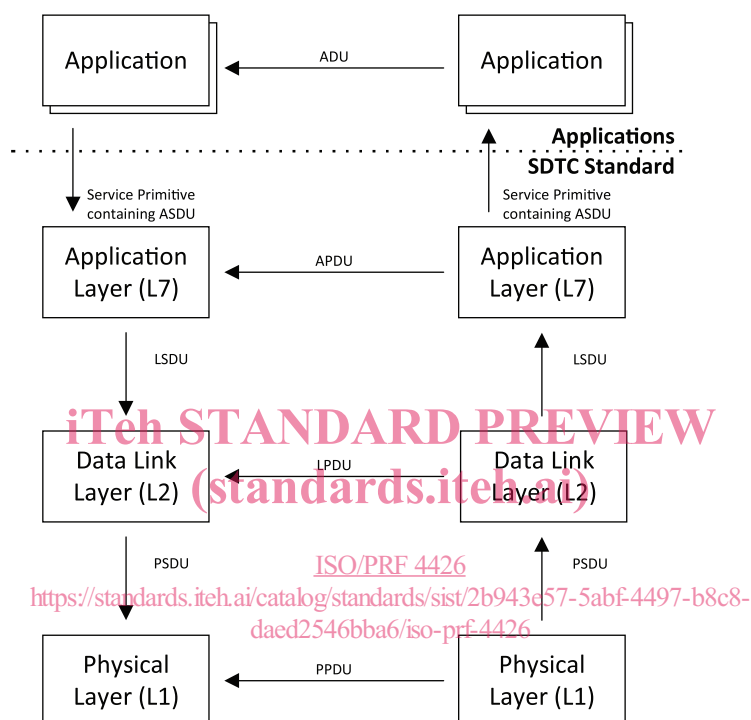 Application
ADU
Application
Applications
SDTC Standard
Service Primitive
containing ASDU
Service Primitive
containing ASDU
Application
Layer (L7)
APDU
Application
Layer (L7)
LSDU
LSDU
iTeh STANDARD PREVIEW
(standards.iteh.ai)
Data Link
Layer (L2)
LPDU
Data Link
Layer (L2)
PSDU
PSDU
ISO/PRF 4426
https://standards.iteh.ai/catalog/standards/sist/2b943e57-5abf-4497-b8c8-
daed2546bba6/iso-prf-4426
Physical
Layer (L1)
PPDU
Physical
Layer (L1)